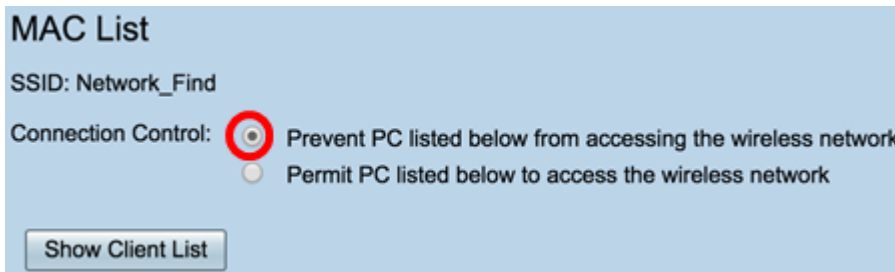 MAC List
SSID: Network_Find
Connection Control: Prevent PC listed below from accessing the wireless network
Permit PC listed below to access the wireless network
Show Client List